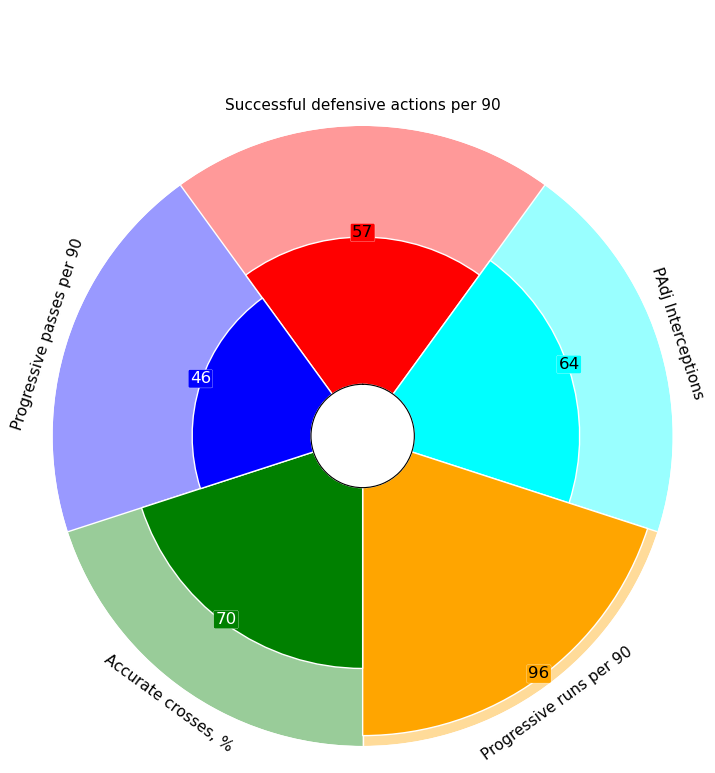 Successful defensive actions per 90
57
Progressive passes per 90
PAdj Interceptions
64
46
70
96
Accurate crosses, %
Progressive runs per 90